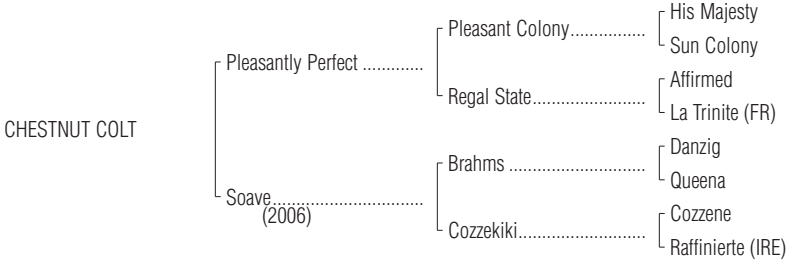 His Majesty
Pleasant Colony................
Sun Colony
Pleasantly Perfect .............
Affirmed
Regal State........................
La Trinite (FR)
CHESTNUT COLT
Danzig
Brahms .............................
Queena
Soave................................
(2006)
Cozzene
Cozzekiki...........................
Raffinierte (IRE)